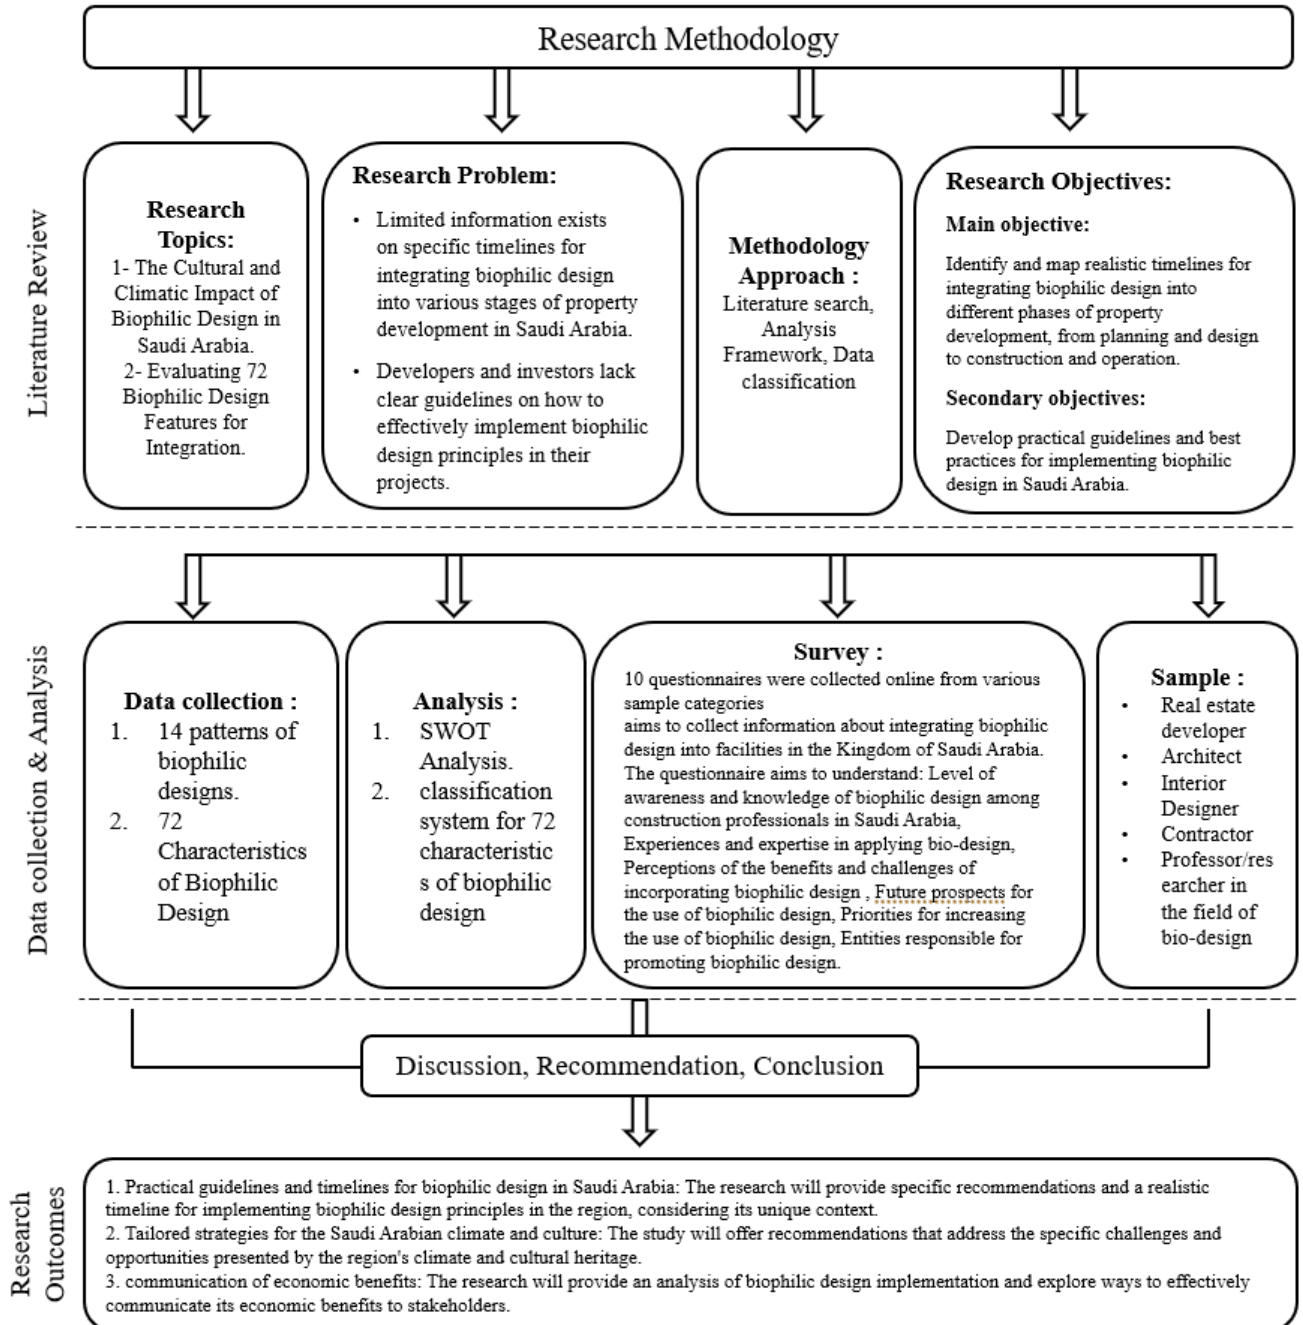 Research Methodology
Literature Review
Research
Topics:
1- The Cultural and
Climatic Impact of
Biophilic Design in
Saudi Arabia.
2- Evaluating 72
Biophilic Design
Features for
Integration.
Research Problem:
• Limited information exists
on specific timelines for
integrating biophilic design
into various stages of property
development in Saudi Arabia.
• Developers and investors lack
clear guidelines on how to
effectively implement biophilic
design principles in their
projects.
Methodology
Approach :
Literature search,
Analysis
Framework, Data
classification
Research Objectives:
Main objective:
Identify and map realistic timelines for
integrating biophilic design into
different phases of property
development, from planning and design
to construction and operation.
Secondary objectives:
Develop practical guidelines and best
practices for implementing biophilic
design in Saudi Arabia.
Data collection & Analysis
Data collection :
1. 14 patterns of
biophilic
designs.
2. 72
Characteristics
of Biophilic
Design
Analysis :
1. SWOT
Analysis.
2. classification
system for 72
characteristic
s of biophilic
design
Survey :
10 questionnaires were collected online from various
sample categories
aims to collect information about integrating biophilic
design into facilities in the Kingdom of Saudi Arabia.
The questionnaire aims to understand: Level of
awareness and knowledge of biophilic design among
construction professionals in Saudi Arabia,
Experiences and expertise in applying bio-design,
Perceptions of the benefits and challenges of
incorporating biophilic design , Future prospects for
the use of biophilic design, Priorities for increasing
the use of biophilic design, Entities responsible for
promoting biophilic design.
Sample :
• Real estate
developer
• Architect
• Interior
Designer
• Contractor
• Professor/res
earcher in
the field of
bio-design
Discussion, Recommendation, Conclusion
Research
Outcomes
1. Practical guidelines and timelines for biophilic design in Saudi Arabia: The research will provide specific recommendations and a realistic
timeline for implementing biophilic design principles in the region, considering its unique context.
2. Tailored strategies for the Saudi Arabian climate and culture: The study will offer recommendations that address the specific challenges and
opportunities presented by the region's climate and cultural heritage.
3. communication of economic benefits: The research will provide an analysis of biophilic design implementation and explore ways to effectively
communicate its economic benefits to stakeholders.